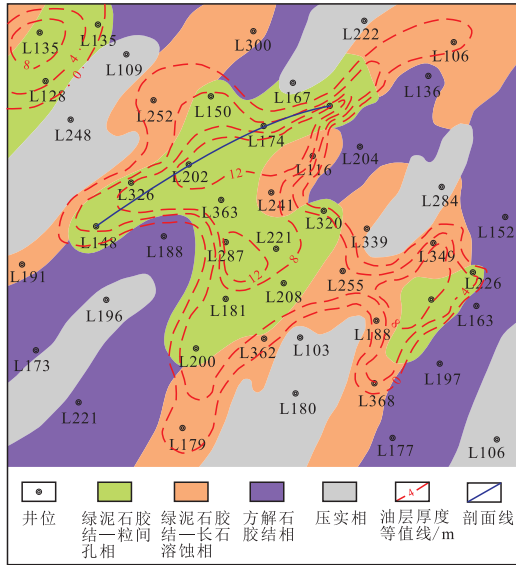 L135
L135
L300
L222
L106
L109
8
4
0
L128
L252
L150
L167
L136
L248
L174
L204
L202
L116
L326
12
L284
L363
L241
L148
L320
L152
L188
L339
L221
L287
L349
L191
8
12
L255
L226
L208
4
L196
L181
L163
L188
8
L200
L362
L103
L173
L197
0
L368
L221
L180
L179
L177
L106
4
井位
绿泥石胶
结—粒间
孔相
绿泥石胶
结—长石
溶蚀相
方解石
胶结相
压实相
油层厚度
等值线/m
剖面线